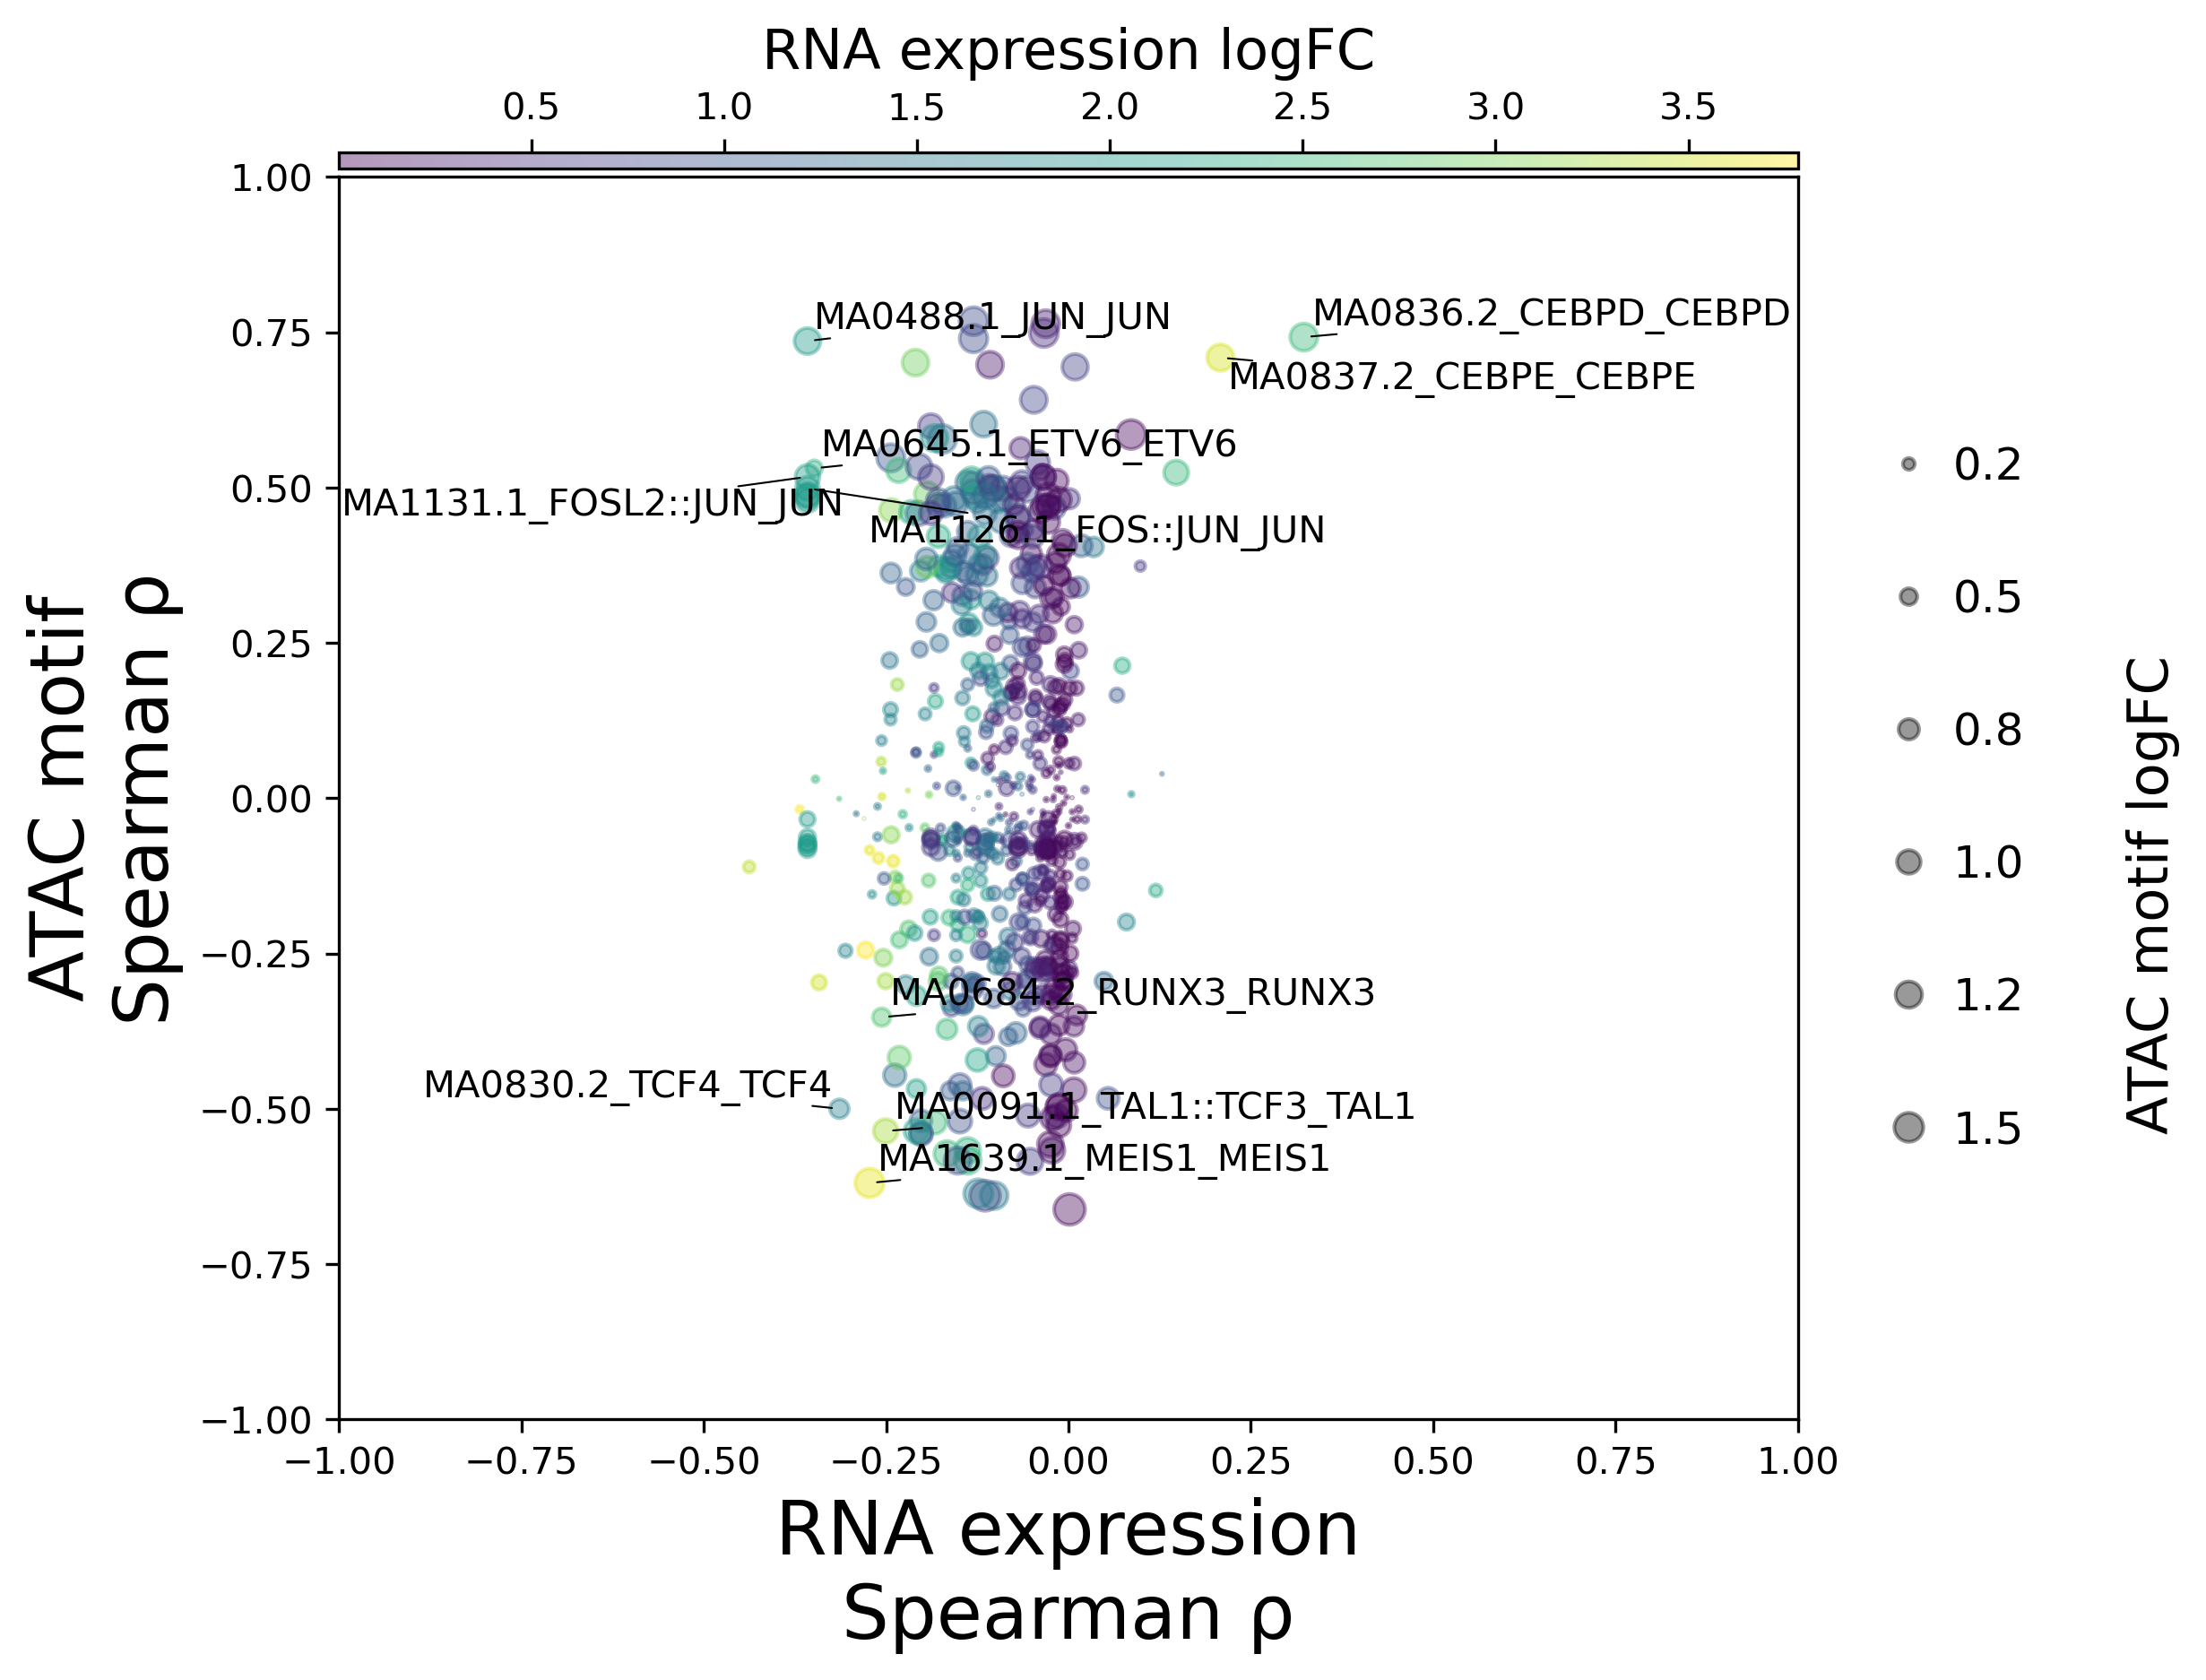 RNA expression logFC
0.5 1.0 1.5 2.0 2.5 3.0 3.5
1.00
0.75
0.50
0.25
0.00
−0.25
−0.50
−0.75
−1.00
ATAC motif
Spearman ρ
MA0488.1_JUN_JUN
MA0836.2_CEBPD_CEBPD
MA0837.2_CEBPE_CEBPE
MA0645.1_ETV6_ETV6
MA1131.1_FOSL2::JUN_JUN
MA1126.1_FOS::JUN_JUN
MA0684.2_RUNX3_RUNX3
MA0830.2_TCF4_TCF4
MA0091.1_TAL1::TCF3_TAL1
MA1639.1_MEIS1_MEIS1
−1.00 −0.75 −0.50 −0.25 0.00 0.25 0.50 0.75 1.00
RNA expression
Spearman ρ
0.2
0.5
0.8
1.0
1.2
1.5
ATAC motif logFC